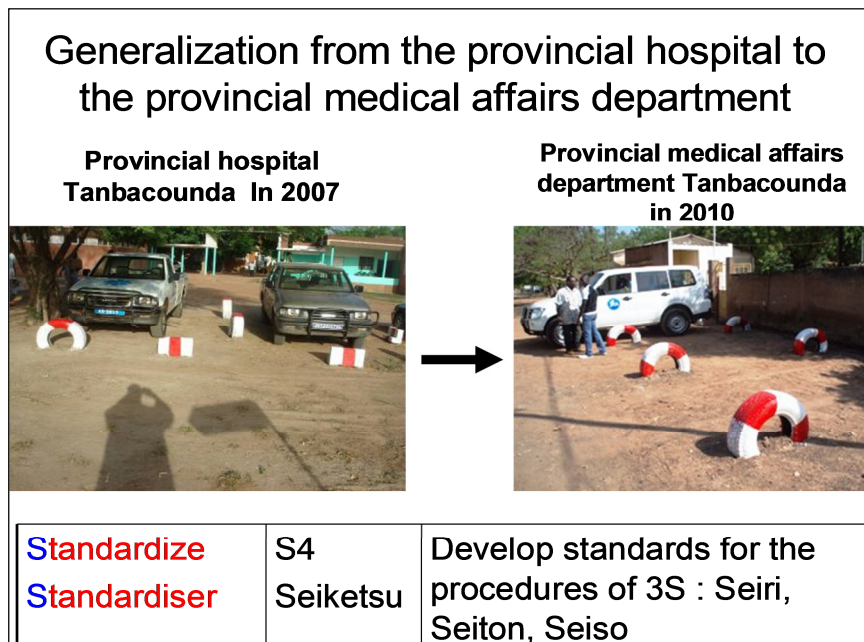 Generalization from the provincial hospital to
the provincial medical affairs department
Provincial hospital
Tanbacounda In 2007
Provincial medical affairs
department Tanbacounda
in 2010
Standardize
Standardiser
S4
Seiketsu
Develop standards for the
procedures of 3S : Seiri,
Seiton, Seiso